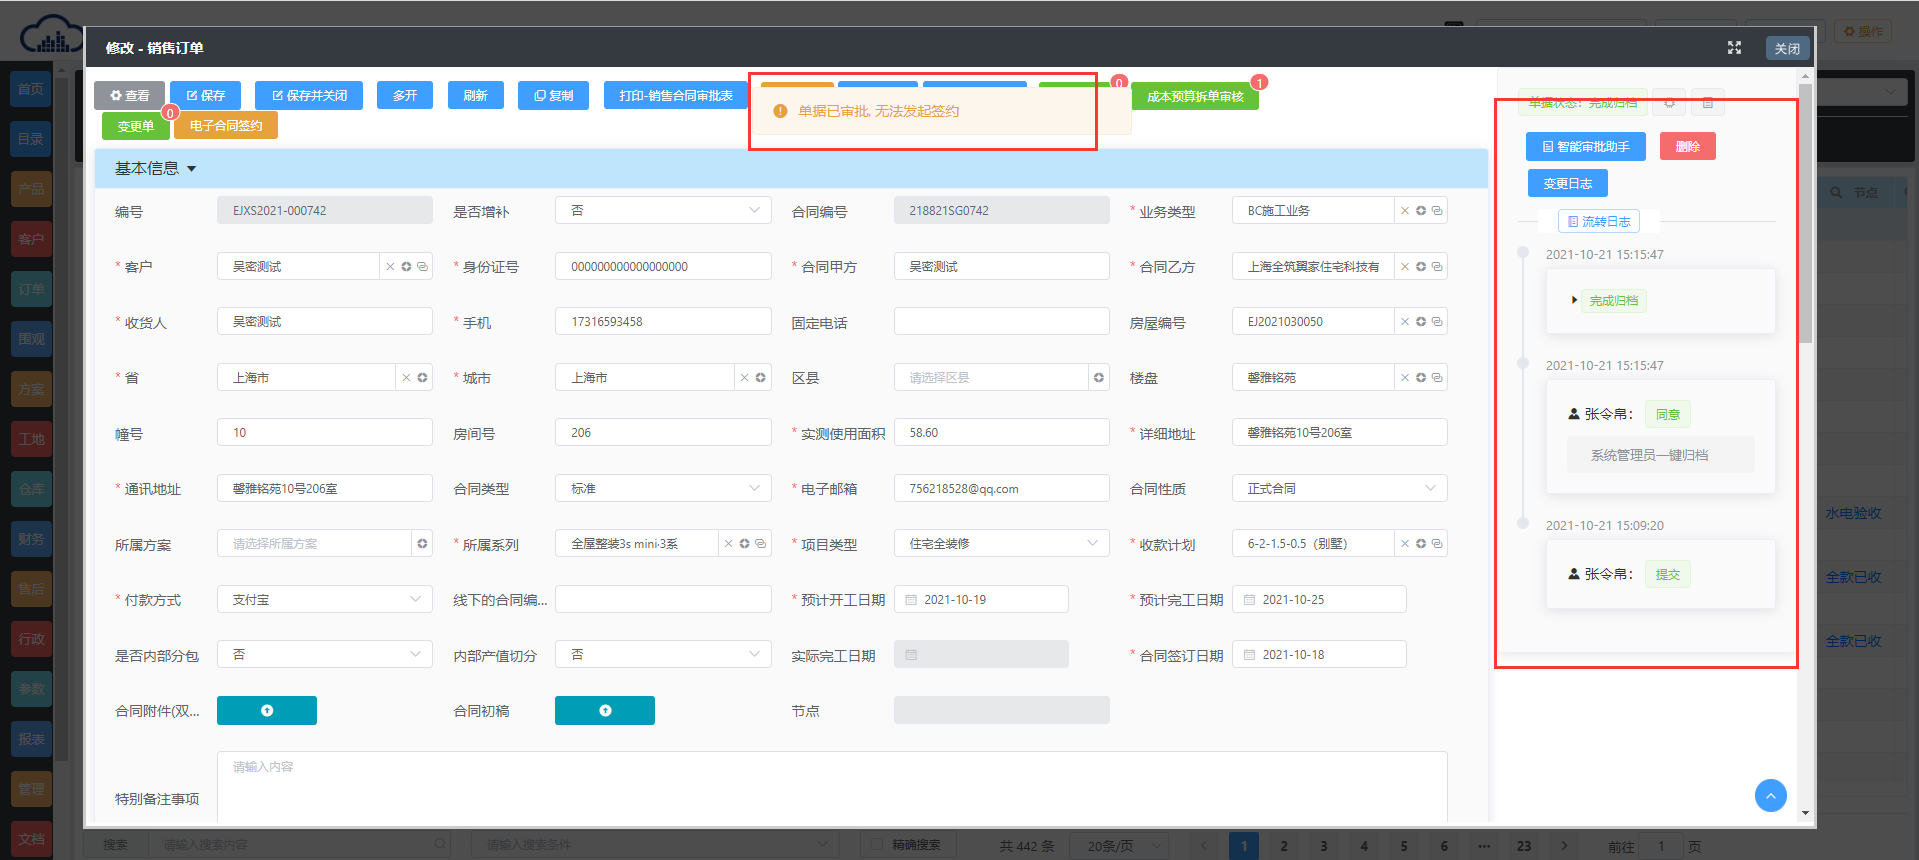 操作
修改 - 销售订单
关闭
首页
目录
产品
客户
订单
围观
方案
工地
仓库
财务
售后
行政
参数
报表
管理
文档
查看
保存
保存并关闭
多开
刷新
复制
打印-销售合同审批表
0
成本预算拆单审核
1
变更单
0
电子合同签约
单据已审批, 无法发起签约
基本信息
编号
EJXS2021-000742
是否增补
否
合同编号
218821SG0742
* 业务类型
BC施工业务
* 客户
吴密测试
* 身份证号
000000000000000000
* 合同甲方
吴密测试
* 合同乙方
上海全筑翼家住宅科技有
* 收货人
吴密测试
* 手机
17316593458
固定电话
房屋编号
EJ2021030050
* 省
上海市
* 城市
上海市
区县
请选择区县
楼盘
馨雅铭苑
幢号
10
房间号
206
* 实测使用面积
58.60
* 详细地址
馨雅铭苑10号206室
* 通讯地址
馨雅铭苑10号206室
合同类型
标准
* 电子邮箱
756218528@qq.com
合同性质
正式合同
所属方案
请选择所属方案
* 所属系列
全屋整装3s mini·3系
* 项目类型
住宅全装修
* 收款计划
6-2-1.5-0.5（别墅）
* 付款方式
支付宝
线下的合同编...
* 预计开工日期
2021-10-19
* 预计完工日期
2021-10-25
是否内部分包
否
内部产值切分
否
实际完工日期
* 合同签订日期
2021-10-18
合同附件(双...
合同初稿
节点
特别备注事项
请输入内容
单据状态：完成归档
智能审批助手
删除
变更日志
流转日志
2021-10-21 15:15:47
完成归档
2021-10-21 15:15:47
张令帛：
同意
系统管理员一键归档
2021-10-21 15:09:20
张令帛：
提交
节点
水电验收
全款已收
全款已收
搜索
请输入搜索内容
请输入搜索条件
精确搜索
共 442 条
20条/页
1
2
3
4
5
6
···
23
前往
1
页